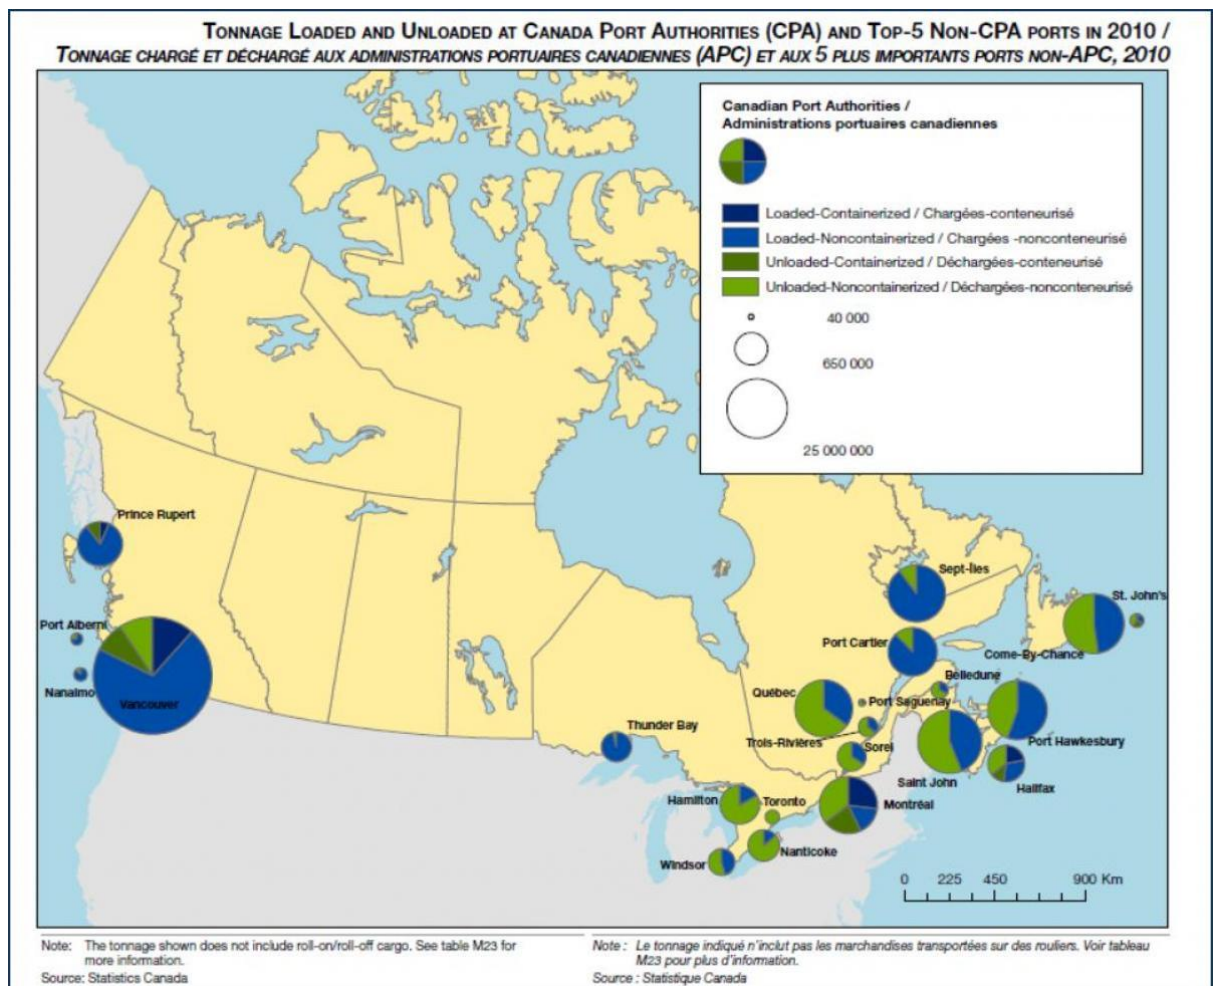 TONNAGE LOADED AND UNLOADED AT CANADA PORT AUTHORITIES (CPA) AND TOP-5 NON-CPA PORTS IN 2010 /
TONNAGE CHARGÉ ET DÉCHARGÉ AUX ADMINISTRATIONS PORTUAIRES CANADIENNES (APC) ET AUX 5 PLUS IMPORTANTS PORTS NON-APC, 2010
Canadian Port Authorities /
Administrations portuaires canadiennes
Loaded-Containerized / Chargées-conteneurisé
Loaded-Noncontainerized / Chargées -nonconteneurisé
Unloaded-Containerized / Déchargées-conteneurisé
Unloaded-Noncontainerized / Déchargées-nonconteneurisé
40 000
650 000
25 000 000
Prince Rupert
Port Alberni
Nanaimo
Vancouver
Thunder Bay
Sept-Îles
St. John's
Port Cartier
Come-By-Chance
Belledune
Québec
Port Saguenay
Trois-Rivières
Sorel
Port Hawkesbury
Saint John
Halifax
Hamilton
Toronto
Montréal
Nanticoke
Windsor
0 225 450 900 Km
Note: The tonnage shown does not include roll-on/roll-off cargo. See table M23 for
more information.
Source: Statistics Canada
Note : Le tonnage indiqué n'inclut pas les marchandises transportées sur des rouliers. Voir tableau
M23 pour plus d'information.
Source : Statistique Canada